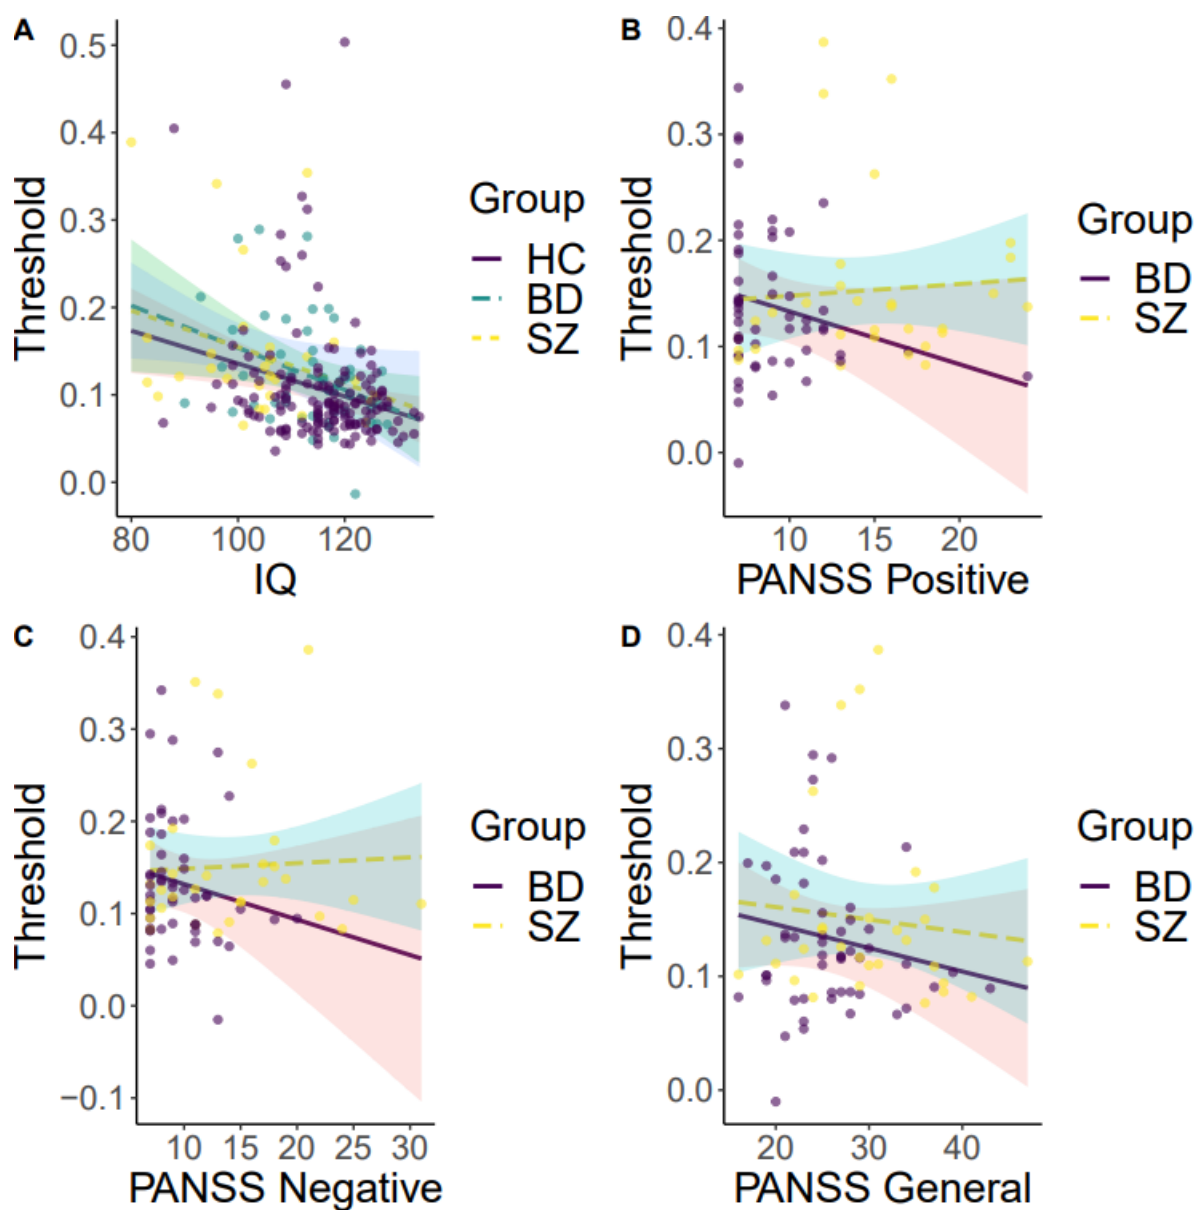 A
Threshold
0.5
0.4
0.3
0.2
0.1
0.0
80 100 120
IQ
Group
HC
BD
SZ
B
Threshold
0.4
0.3
0.2
0.1
0.0
10 15 20
PANSS Positive
Group
BD
SZ
C
Threshold
0.4
0.3
0.2
0.1
0.0
−0.1
10 15 20 25 30
PANSS Negative
Group
BD
SZ
D
Threshold
0.4
0.3
0.2
0.1
0.0
20 30 40
PANSS General
Group
BD
SZ